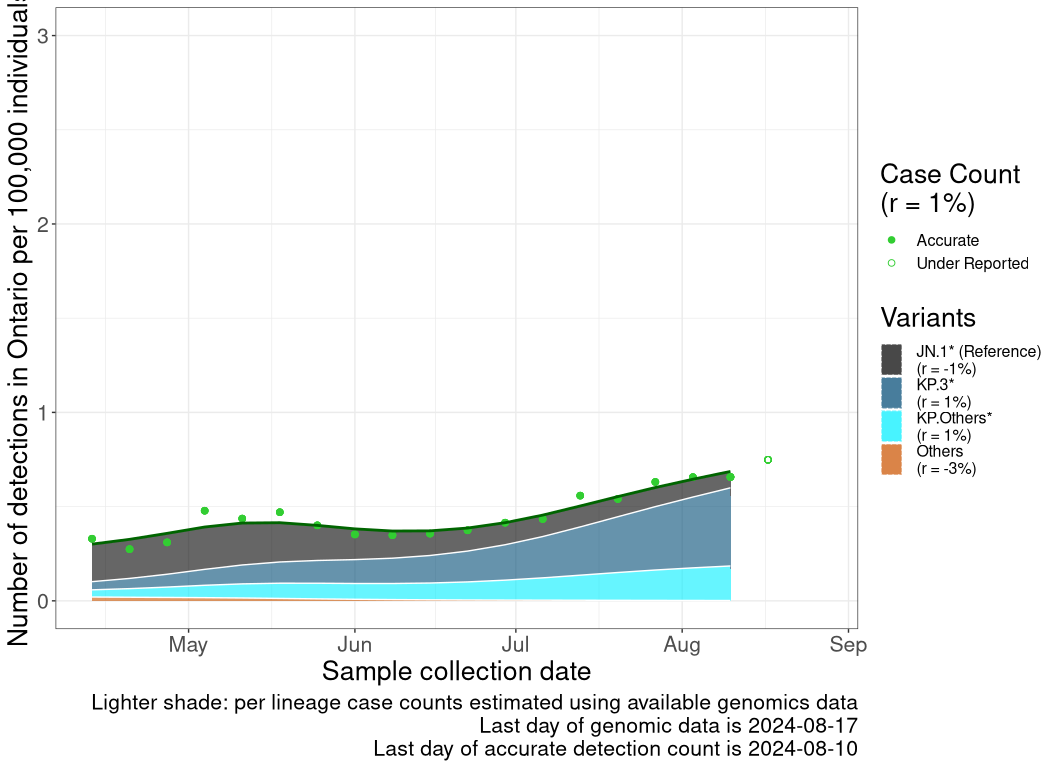 Number of detections in Ontario per 100,000 individuals
3
2
1
0
May
Jun
Jul
Aug
Sep
Sample collection date
Lighter shade: per lineage case counts estimated using available genomics data
Last day of genomic data is 2024-08-17
Last day of accurate detection count is 2024-08-10
Case Count
(r = 1%)
Accurate
Under Reported
Variants
JN.1* (Reference)
(r = -1%)
KP.3*
(r = 1%)
KP.Others*
(r = 1%)
Others
(r = -3%)